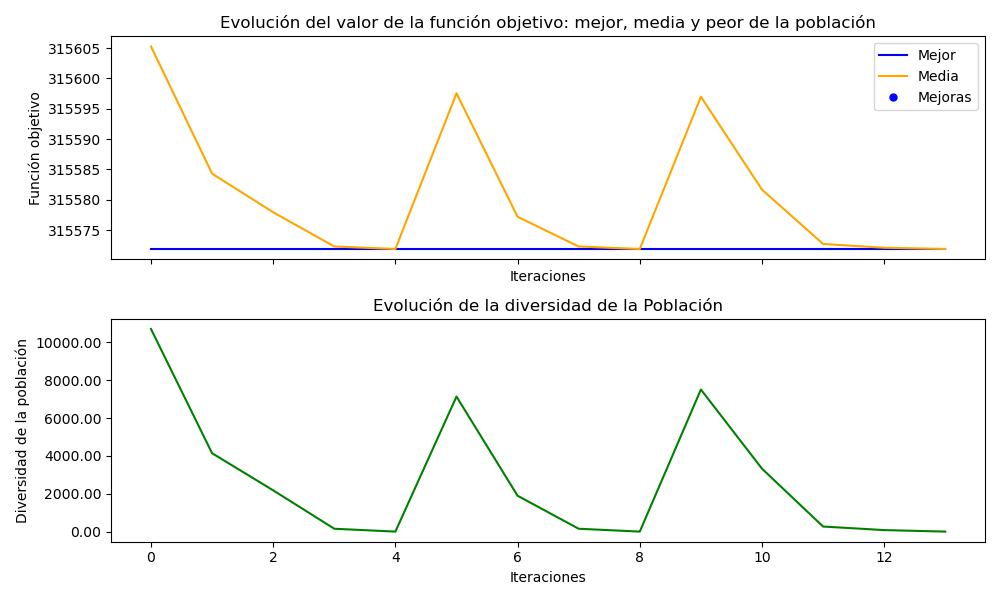 Evolución del valor de la función objetivo: mejor, media y peor de la población
315605
315600
315595
315590
315585
315580
315575
Función objetivo
Mejor
Media
Mejoras
Iteraciones
Evolución de la diversidad de la Población
10000.00
8000.00
6000.00
4000.00
2000.00
0.00
Diversidad de la población
0 2 4 6 8 10 12
Iteraciones